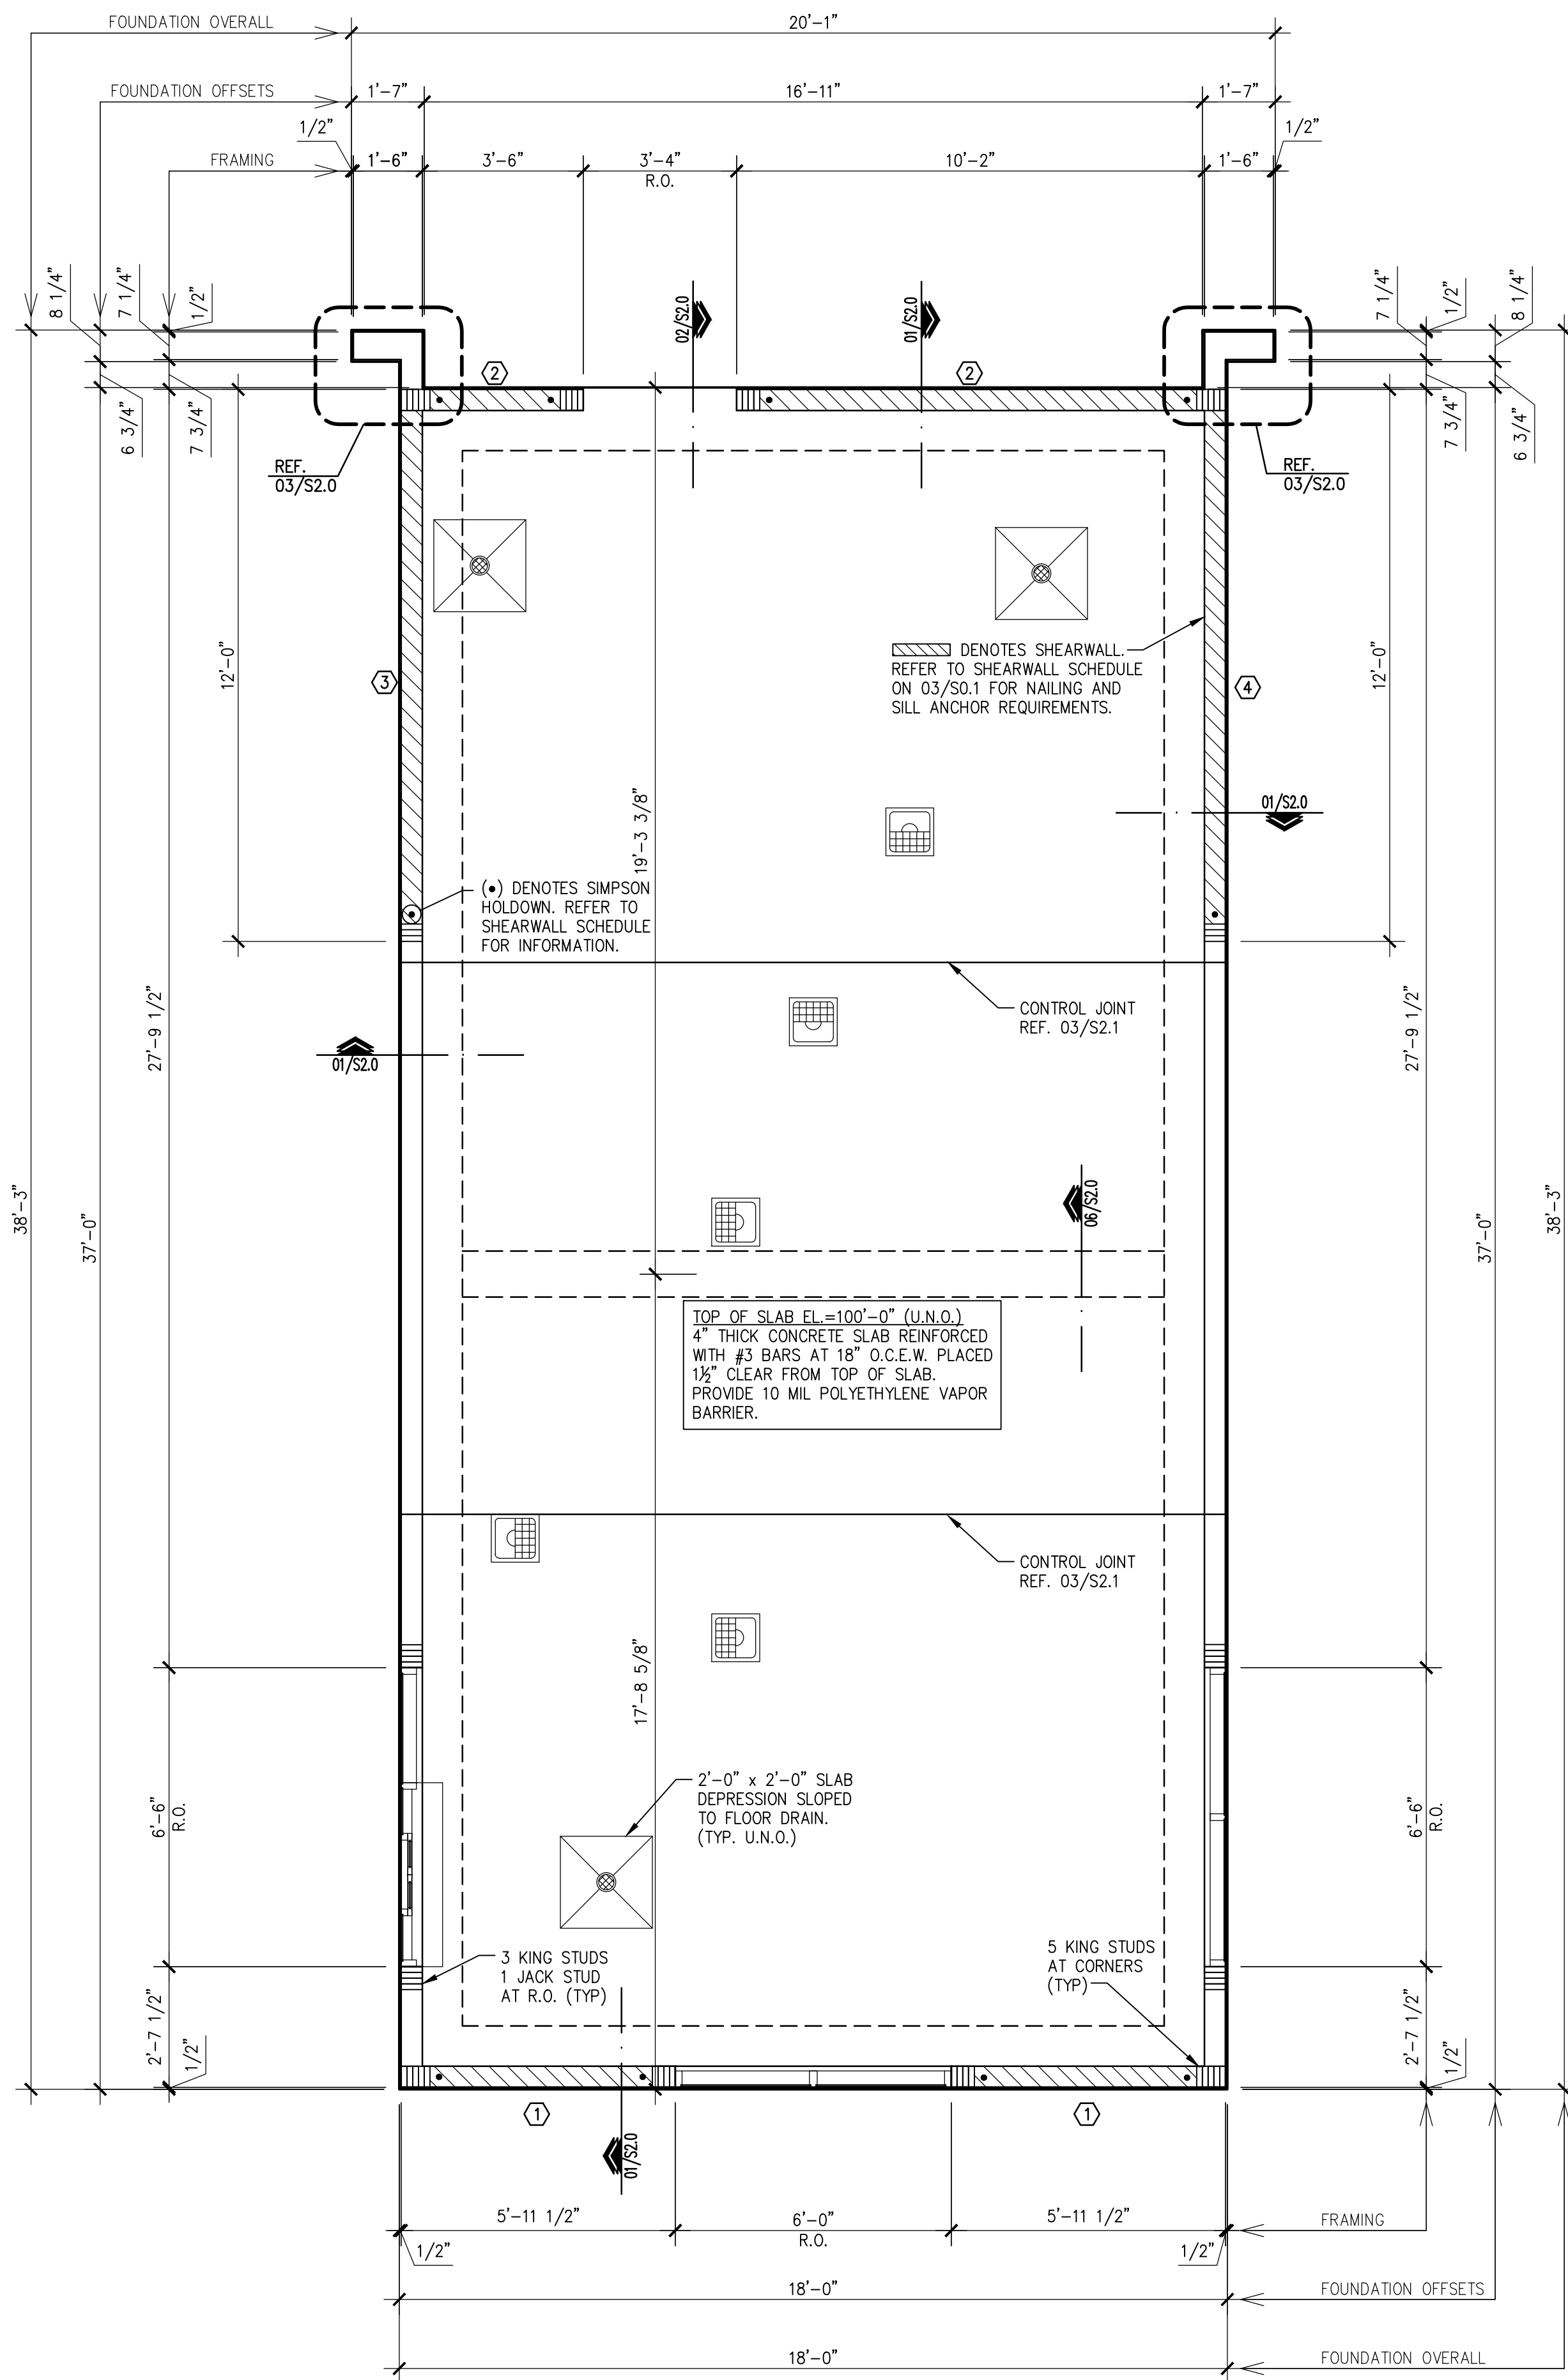 FOUNDATION OVERALL
20'-1"
FOUNDATION OFFSETS
1'-7"
16'-11"
1'-7"
1/2"
1/2"
FRAMING
1'-6"
3'-6"
3'-4"
R.O.
10'-2"
1'-6"
8 1/4"
7 1/4"
1/2"
02/S2.0
01/S2.0
7 1/4"
1/2"
8 1/4"
2
2
6 3/4"
7 3/4"
7 3/4"
6 3/4"
REF.
03/S2.0
REF.
03/S2.0
12'-0"
3
DENOTES SHEARWALL.
REFER TO SHEARWALL SCHEDULE
ON 03/S0.1 FOR NAILING AND
SILL ANCHOR REQUIREMENTS.
4
12'-0"
19'-3 3/8"
01/S2.0
(•) DENOTES SIMPSON
HOLDOWN. REFER TO
SHEARWALL SCHEDULE
FOR INFORMATION.
27'-9 1/2"
CONTROL JOINT
REF. 03/S2.1
27'-9 1/2"
01/S2.0
38'-3"
37'-0"
06/S2.0
37'-0"
38'-3"
TOP OF SLAB EL.=100'-0" (U.N.O.)
4" THICK CONCRETE SLAB REINFORCED
WITH #3 BARS AT 18" O.C.E.W. PLACED
1½" CLEAR FROM TOP OF SLAB.
PROVIDE 10 MIL POLYETHYLENE VAPOR
BARRIER.
CONTROL JOINT
REF. 03/S2.1
17'-8 5/8"
6'-6"
R.O.
2'-0" x 2'-0" SLAB
DEPRESSION SLOPED
TO FLOOR DRAIN.
(TYP. U.N.O.)
6'-6"
R.O.
3 KING STUDS
1 JACK STUD
AT R.O. (TYP)
5 KING STUDS
AT CORNERS
(TYP)
2'-7 1/2"
1/2"
2'-7 1/2"
1/2"
1
1
01/S2.0
5'-11 1/2"
6'-0"
R.O.
5'-11 1/2"
FRAMING
1/2"
1/2"
18'-0"
FOUNDATION OFFSETS
18'-0"
FOUNDATION OVERALL